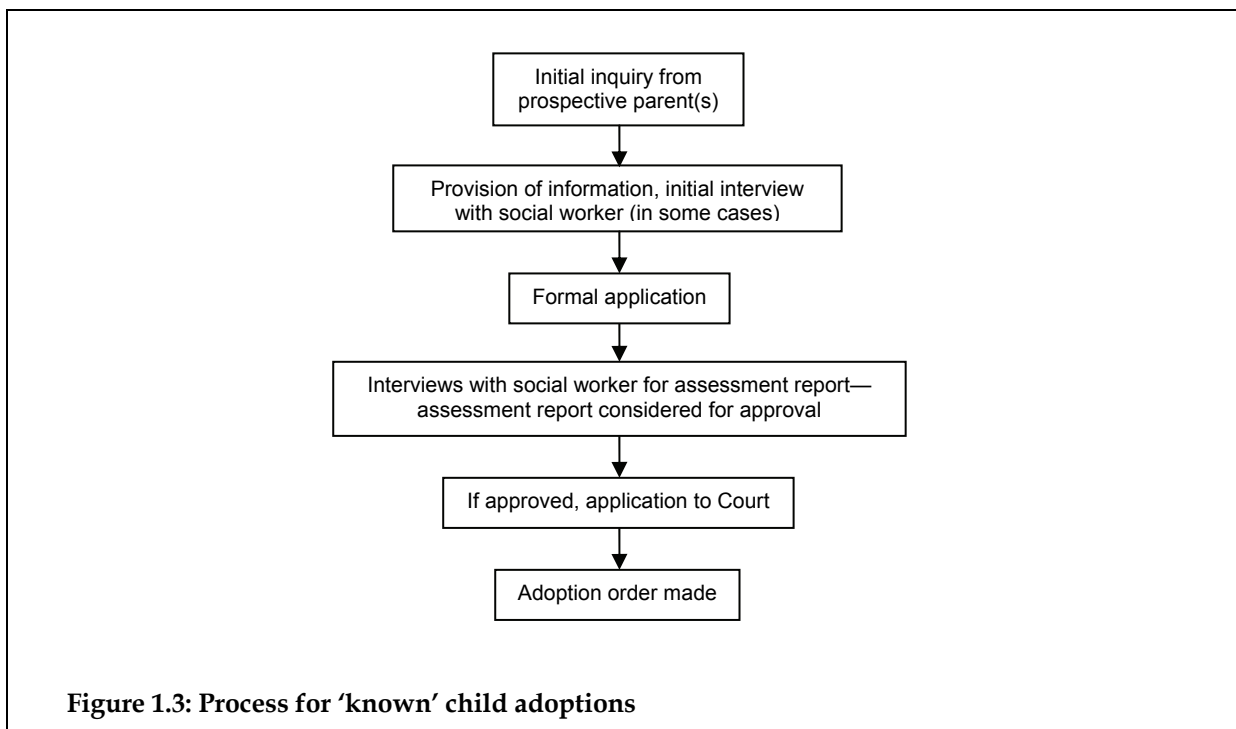 Initial inquiry from
prospective parent(s)
Provision of information, initial interview
with social worker (in some cases)
Formal application
Interviews with social worker for assessment report—
assessment report considered for approval
If approved, application to Court
Adoption order made
Figure 1.3: Process for ‘known’ child adoptions